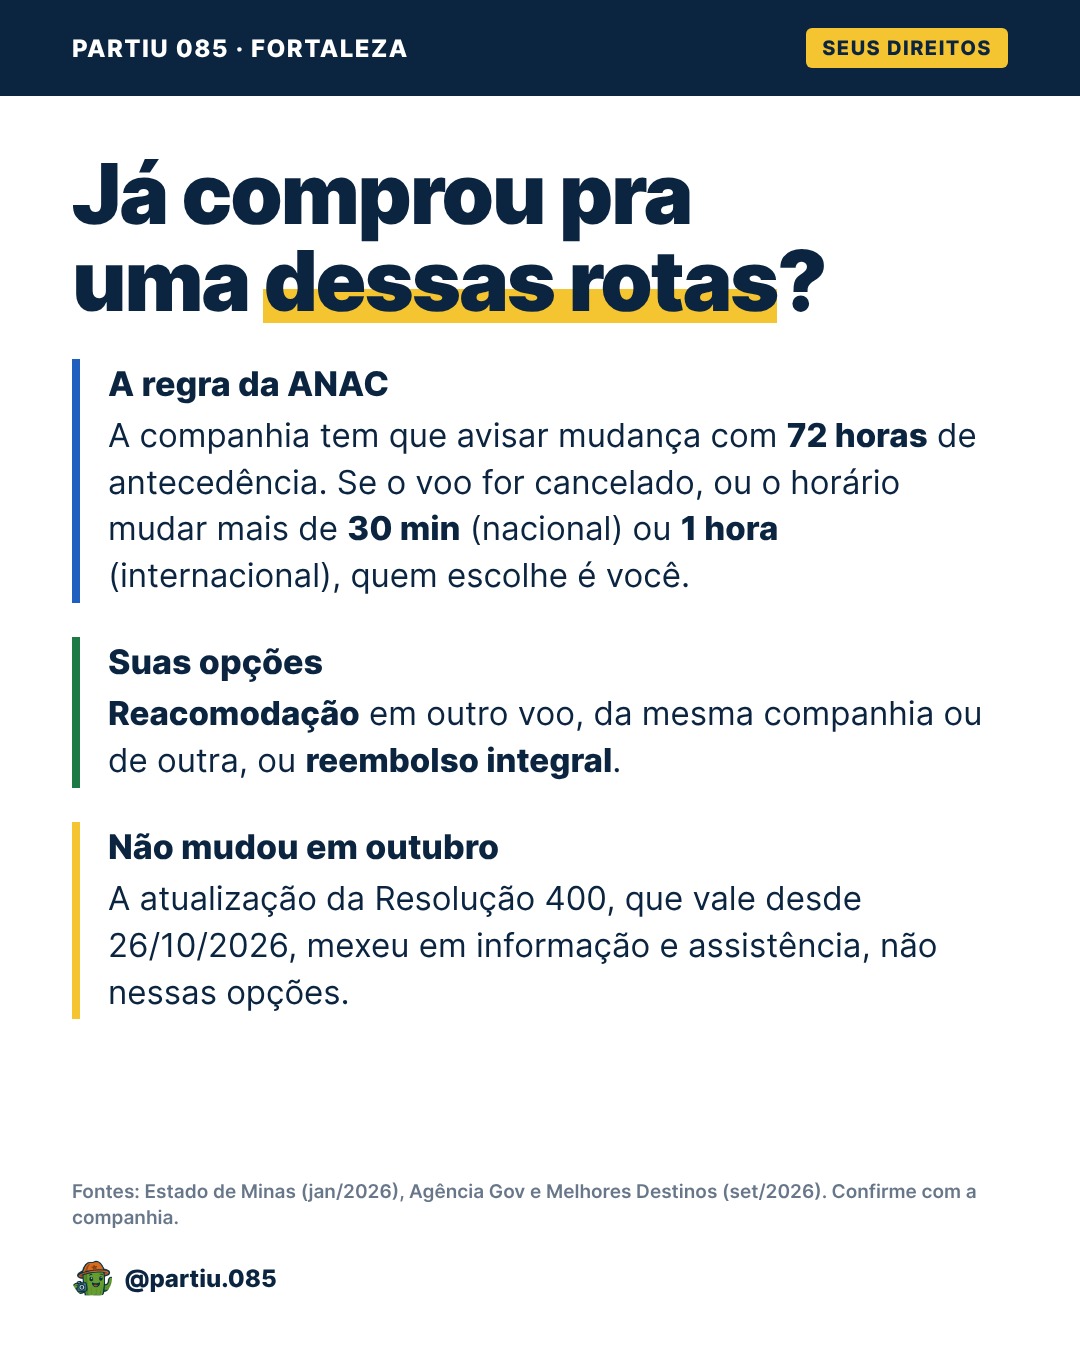 PARTIU 085 · FORTALEZA
SEUS DIREITOS
Já comprou pra
uma dessas rotas?
A regra da ANAC
A companhia tem que avisar mudança com 72 horas de
antecedência. Se o voo for cancelado, ou o horário
mudar mais de 30 min (nacional) ou 1 hora
(internacional), quem escolhe é você.
Suas opções
Reacomodação em outro voo, da mesma companhia ou
de outra, ou reembolso integral.
Não mudou em outubro
A atualização da Resolução 400, que vale desde
26/10/2026, mexeu em informação e assistência, não
nessas opções.
Fontes: Estado de Minas (jan/2026), Agência Gov e Melhores Destinos (set/2026). Confirme com a
companhia.
@partiu.085